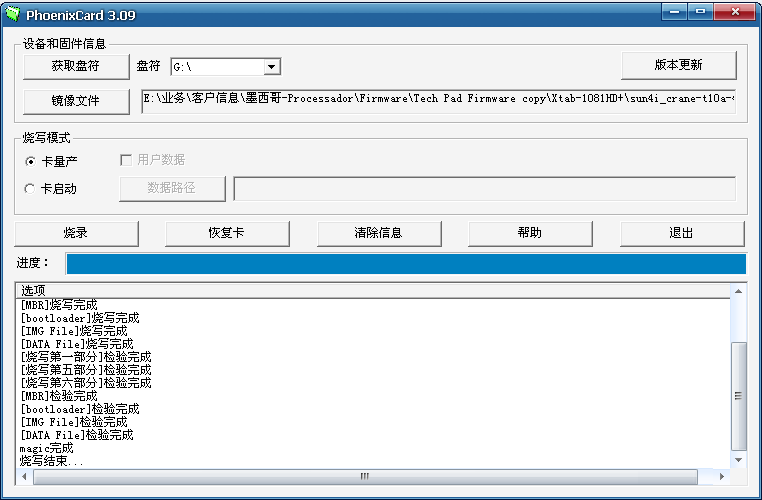 PhoenixCard 3.09
设备和固件信息
获取盘符 盘符 G:\ 版本更新
镜像文件 E:\业务\客户信息\墨西哥-Processador\Firmware\Tech Pad Firmware copy\Xtab-1081HD+\sun4i_crane-t10a-
烧写模式
卡量产 用户数据
卡启动 数据路径
烧录 恢复卡 清除信息 帮助 退出
进度：
选项
[MBR]烧写完成
[bootloader]烧写完成
[IMG File]烧写完成
[DATA File]烧写完成
[烧写第一部分]检验完成
[烧写第五部分]检验完成
[烧写第六部分]检验完成
[MBR]检验完成
[bootloader]检验完成
[IMG File]检验完成
[DATA File]检验完成
magic完成
烧写结束...